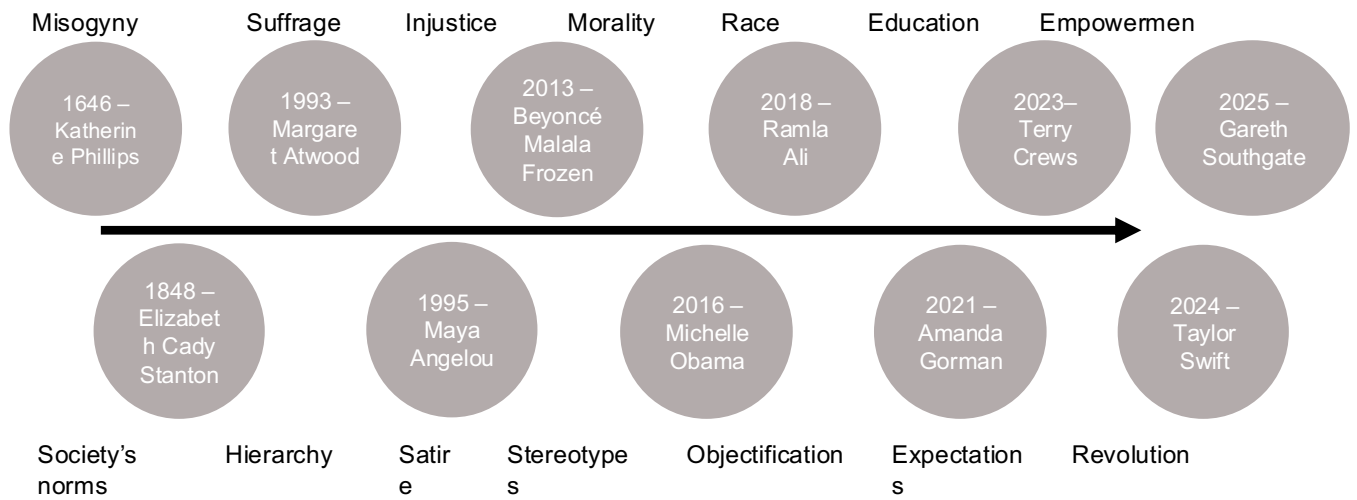 Misogyny Suffrage Injustice Morality Race Education Empowermen
1646 –
Katherin
e Phillips
1993 –
Margare
t Atwood
2013 –
Beyoncé
Malala
Frozen
2018 –
Ramla
Ali
2023–
Terry
Crews
2025 –
Gareth
Southgate
1848 –
Elizabet
h Cady
Stanton
1995 –
Maya
Angelou
2016 –
Michelle
Obama
2021 –
Amanda
Gorman
2024 –
Taylor
Swift
Society’s
norms
Hierarchy
Satir
e
Stereotype
s
Objectification
Expectation
s
Revolution